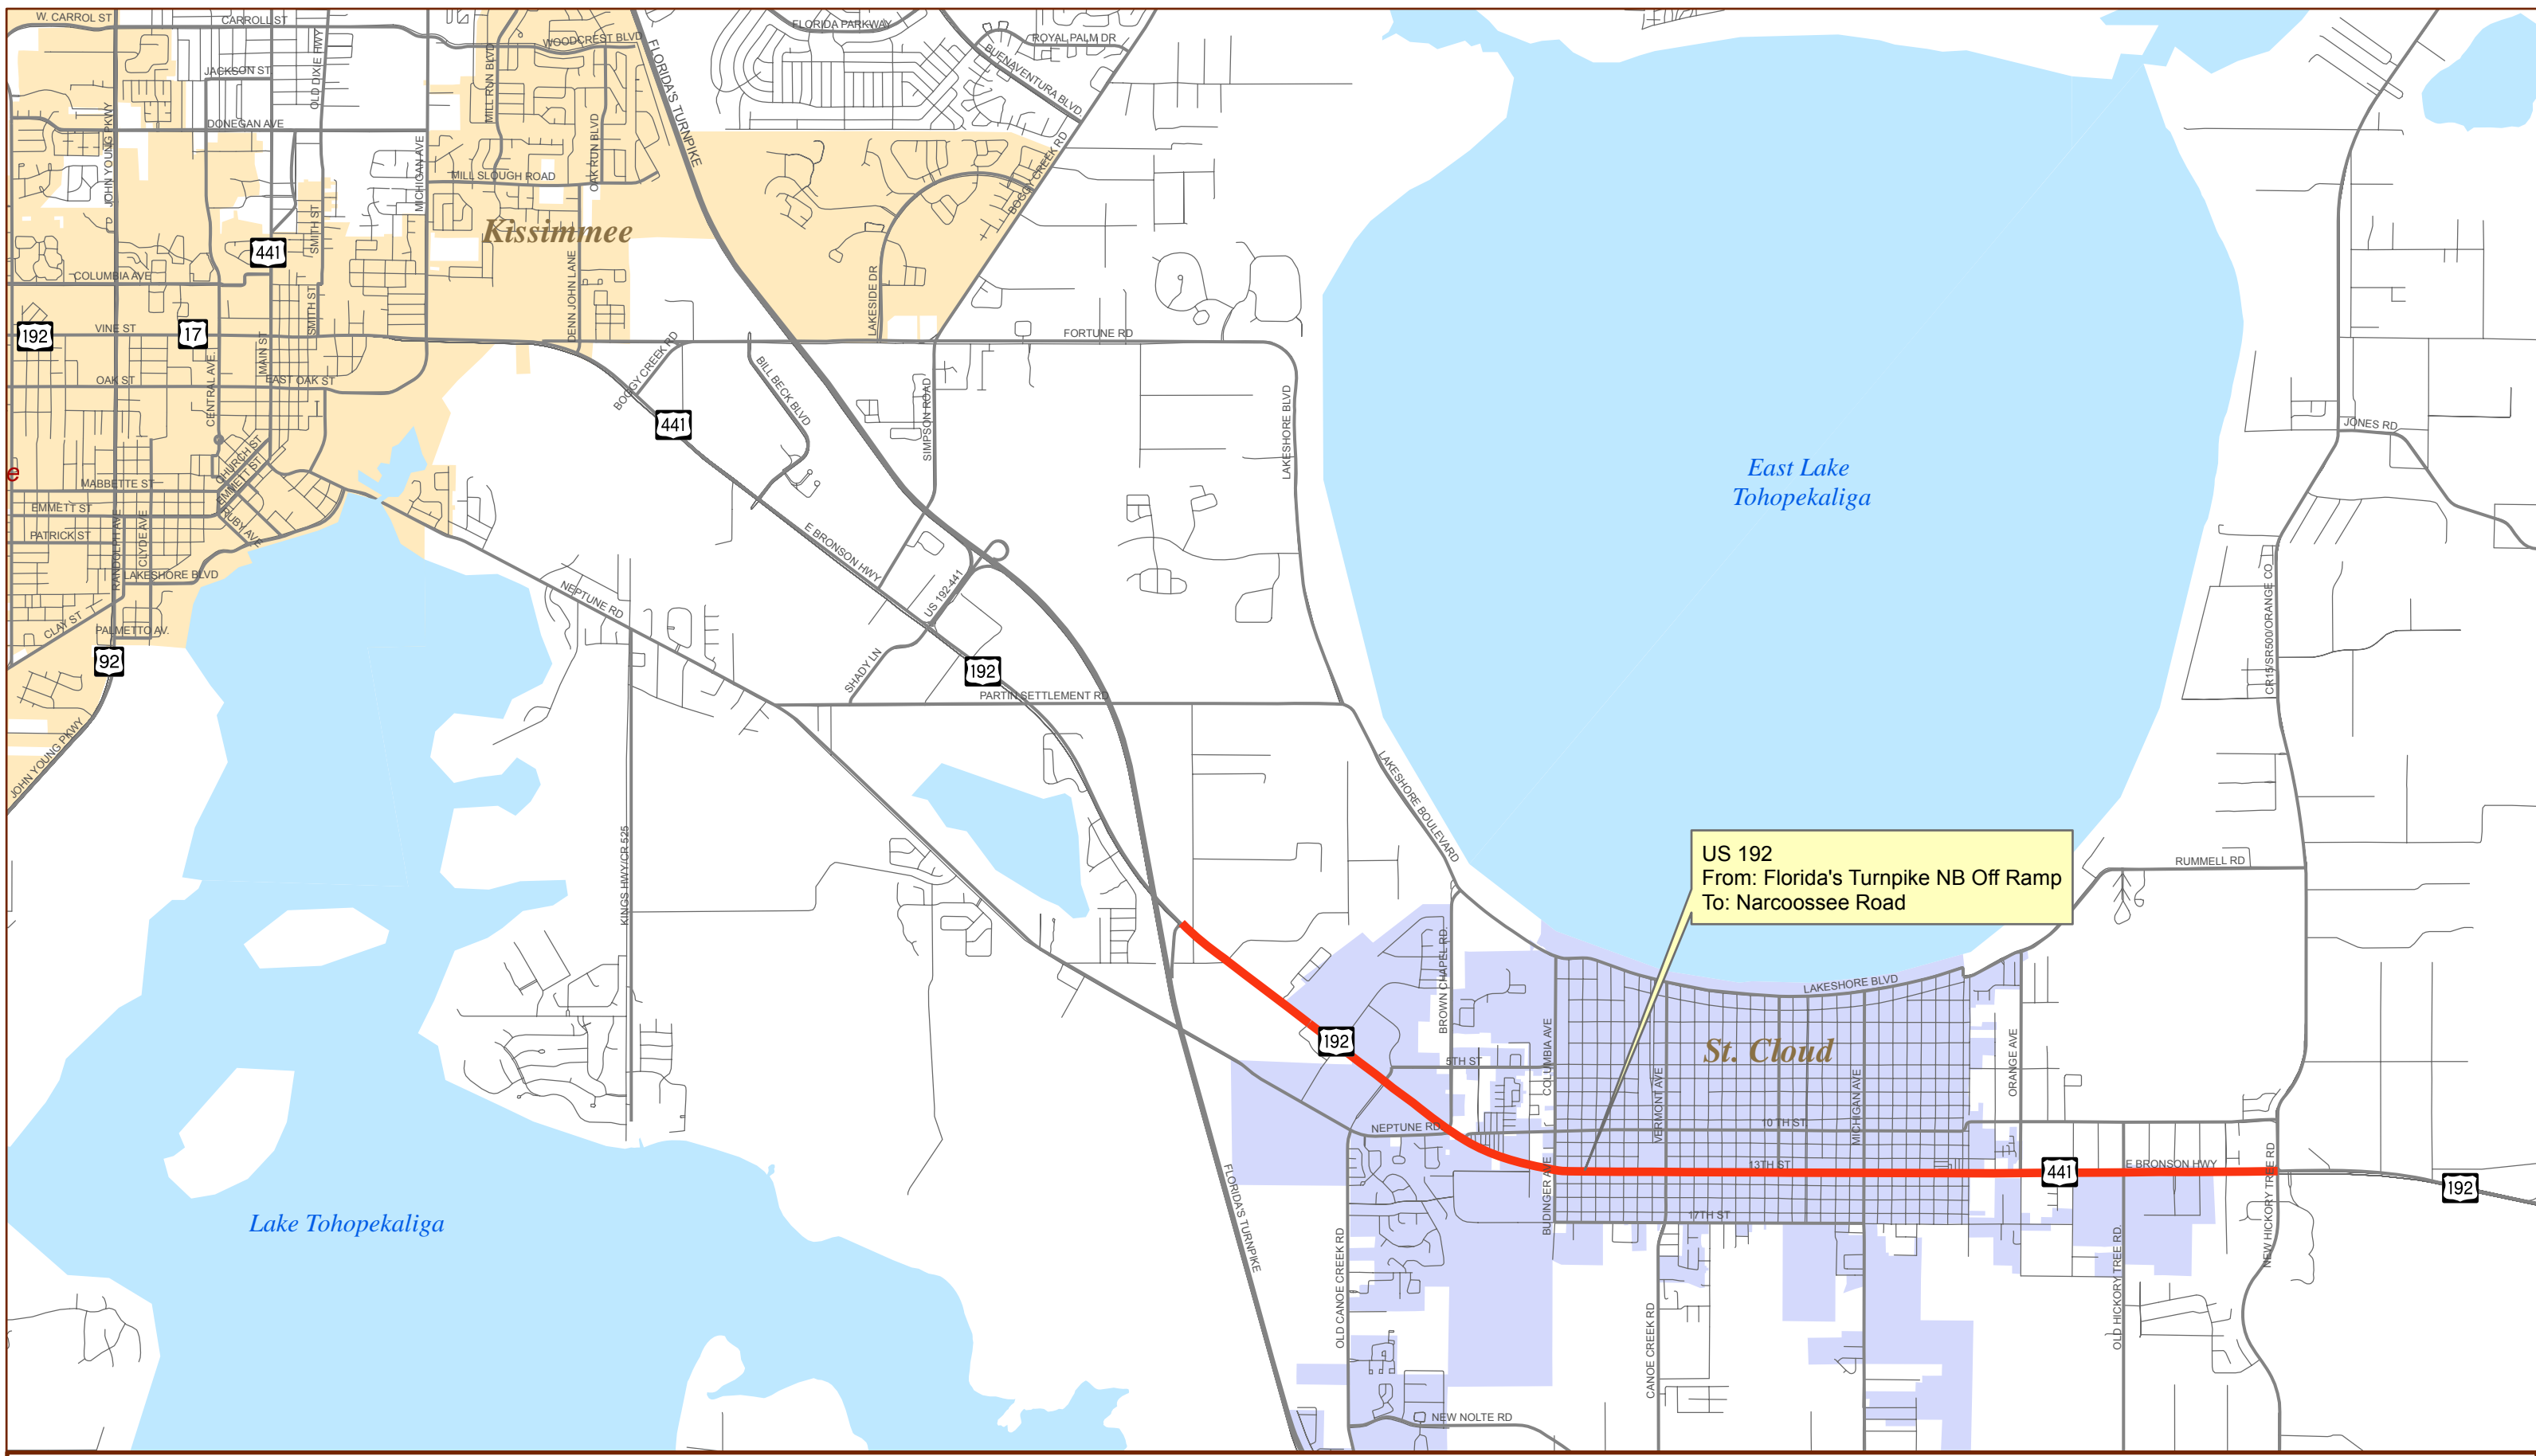 W. CARROL ST
CARROLL ST
FLORIDA PARKWAY
ROYAL PALM DR
WOODCREST BLVD
BUENAVENTURA BLVD.
JACKSON ST
OLD DIXIE HWY
MILL RUN BLVD
FLORIDA'S TURNPIKE
JOHN YOUNG PKWY
DONEGAN AVE
MICHIGAN AVE
OAK RUN BLVD
BOGGY CREEK RD
MILL SLOUGH ROAD
Kissimmee
SMITH ST
441
COLUMBIA AVE
DENN JOHN LANE
LAKESIDE DR
SMITH ST
192
VINE ST
17
MAIN ST
FORTUNE RD
BOGGY CREEK RD
BILL BECK BLVD
OAK ST
CENTRAL AVE.
EAST OAK ST
SIMPSON ROAD
LAKESHORE BLVD
441
JONES RD
e
CHURCH ST
EMMETT ST
East Lake
Tohopekaliga
MABBETTE ST
EMMETT ST
RUBY AVE
PATRICK ST
RANDOLPH AVE
CLYDE AVE
E BRONSON HWY
LAKESHORE BLVD
NEPTUNE RD
US 192-441
CLAY ST
PALMETTO AV.
CR15/SR500/ORANGE CO
92
SHADY LN
192
PARTIN SETTLEMENT RD
JOHN YOUNG PKWY
LAKESHORE BOULEVARD
KINGS HWY/CR 525
US 192
From: Florida's Turnpike NB Off Ramp
To: Narcoossee Road
RUMMELL RD
BROWN CHAPEL RD.
LAKESHORE BLVD
192
St. Cloud
5TH ST
COLUMBIA AVE
VERMONT AVE
MICHIGAN AVE
ORANGE AVE
NEPTUNE RD
10 TH ST
13TH ST
441
E BRONSON HWY
192
FLORIDA'S TURNPIKE
BUDINGER AVE
17TH ST
NEW HICKORY TREE RD
Lake Tohopekaliga
OLD CANOE CREEK RD
CANOE CREEK RD
OLD HICKORY TREE RD.
NEW NOLTE RD